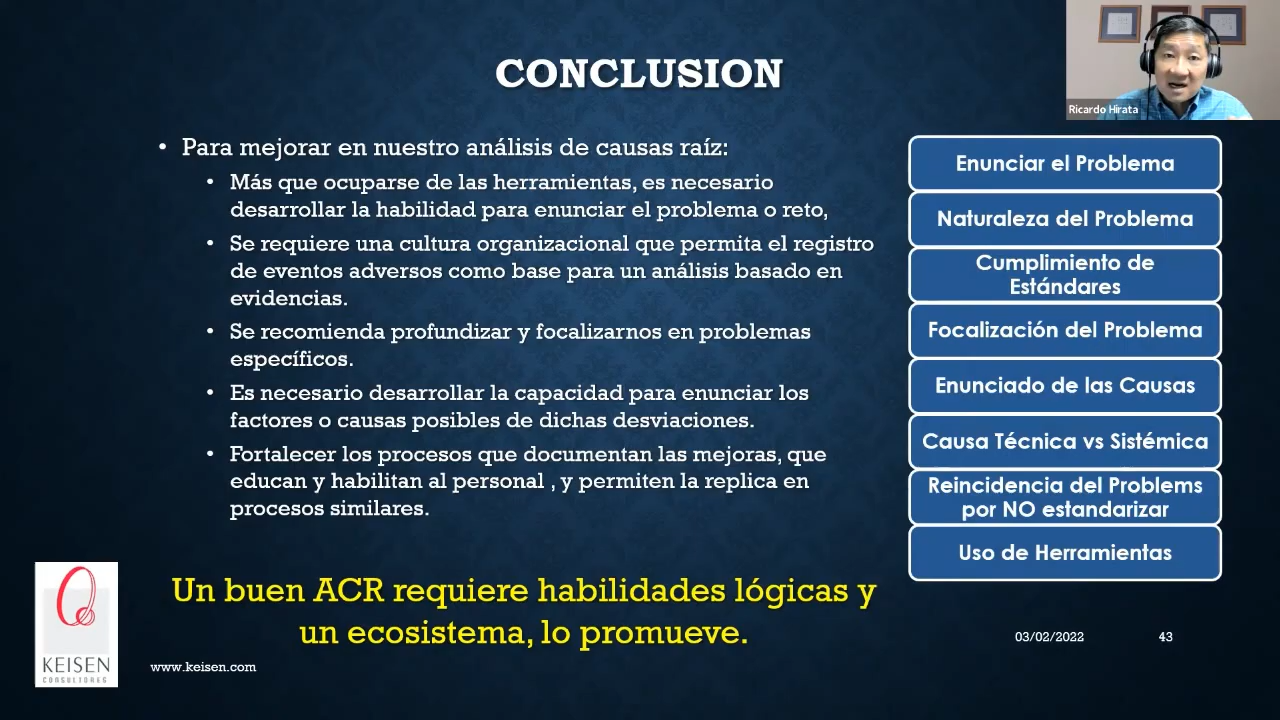 CONCLUSION
Ricardo Hirata
• Para mejorar en nuestro análisis de causas raíz:
• Más que ocuparse de las herramientas, es necesario
desarrollar la habilidad para enunciar el problema o reto,
• Se requiere una cultura organizacional que permita el registro
de eventos adversos como base para un análisis basado en
evidencias.
• Se recomienda profundizar y focalizarnos en problemas
específicos.
• Es necesario desarrollar la capacidad para enunciar los
factores o causas posibles de dichas desviaciones.
• Fortalecer los procesos que documentan las mejoras, que
educan y habilitan al personal , y permiten la replica en
procesos similares.
Enunciar el Problema
Naturaleza del Problema
Cumplimiento de
Estándares
Focalización del Problema
Enunciado de las Causas
Causa Técnica vs Sistémica
Reincidencia del Problems
por NO estandarizar
Uso de Herramientas
Un buen ACR requiere habilidades lógicas y
un ecosistema, lo promueve.
KEISEN
CONSULTORES
www.keisen.com
03/02/2022
43